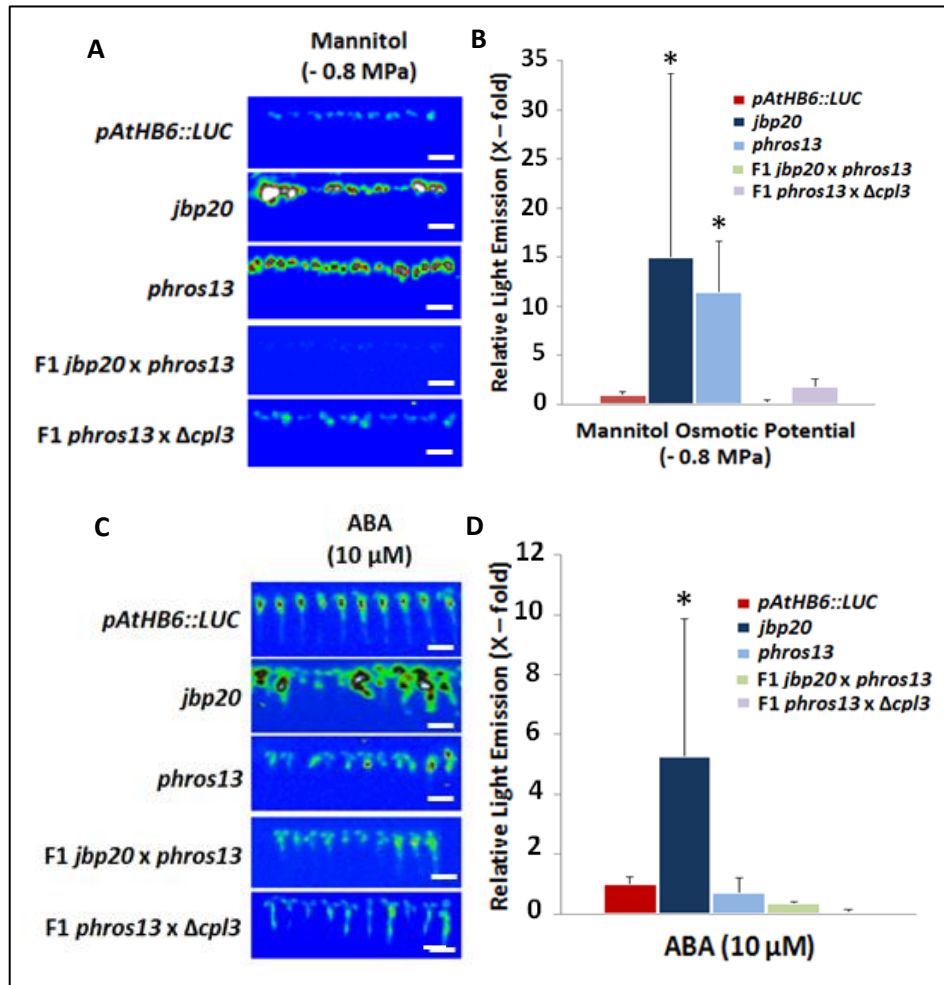 A
Mannitol
(- 0.8 MPa)
pAtHB6::LUC
jbp20
phros13
F1 jbp20 x phros13
F1 phros13 x Δcpl3
B
Relative Light Emission (X – fold)
35
30
25
20
15
10
5
0
*
*
pAtHB6::LUC
jbp20
phros13
F1 jbp20 x phros13
F1 phros13 x Δcpl3
Mannitol Osmotic Potential
(- 0.8 MPa)
C
ABA
(10 μM)
pAtHB6::LUC
jbp20
phros13
F1 jbp20 x phros13
F1 phros13 x Δcpl3
D
Relative Light Emission (X – fold)
12
10
8
6
4
2
0
*
pAtHB6::LUC
jbp20
phros13
F1 jbp20 x phros13
F1 phros13 x Δcpl3
ABA (10 μM)